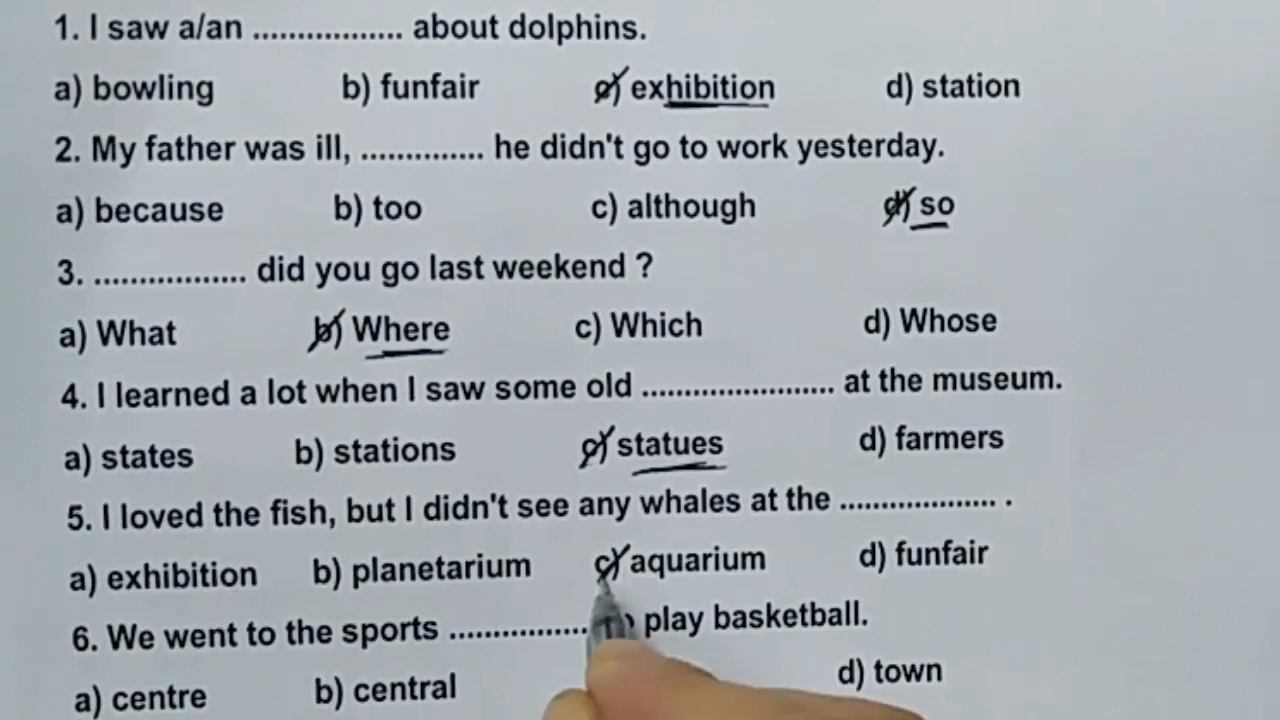 1. I saw a/an ................. about dolphins.
a) bowling b) funfair c) exhibition d) station
2. My father was ill, .............. he didn't go to work yesterday.
a) because b) too c) although d) so
3. ................. did you go last weekend ?
a) What b) Where c) Which d) Whose
4. I learned a lot when I saw some old ...................... at the museum.
a) states b) stations c) statues d) farmers
5. I loved the fish, but I didn't see any whales at the .................. .
a) exhibition b) planetarium c) aquarium d) funfair
6. We went to the sports ................ play basketball.
a) centre b) central d) town